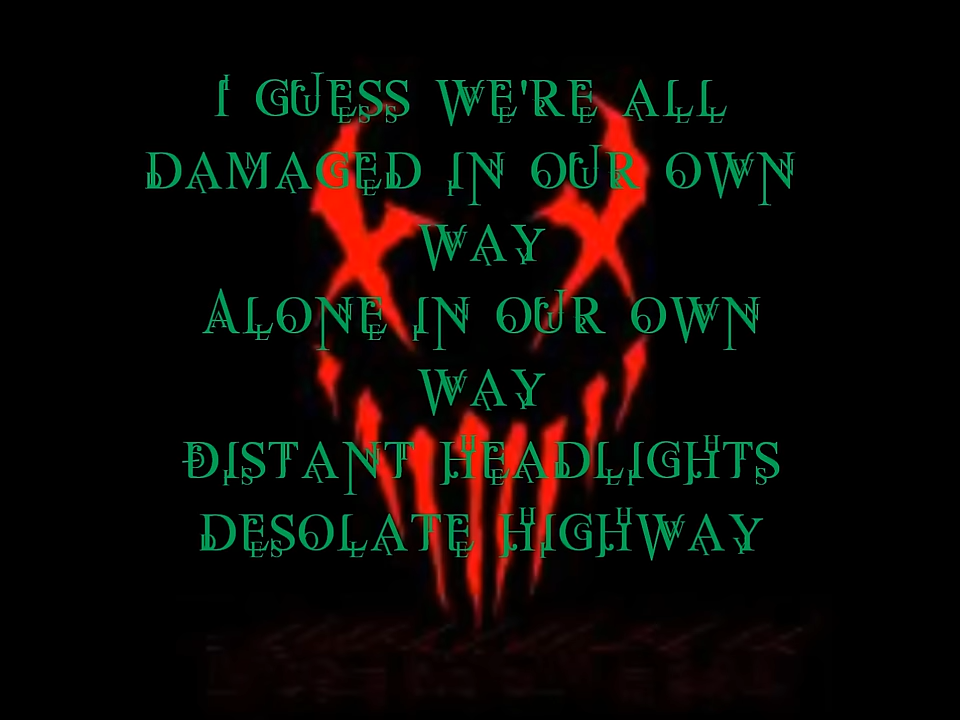 I GUESS WE'RE ALL
DAMAGED IN OUR OWN
WAY
ALONE IN OUR OWN
WAY
DISTANT HEADLIGHTS
DESOLATE HIGHWAY